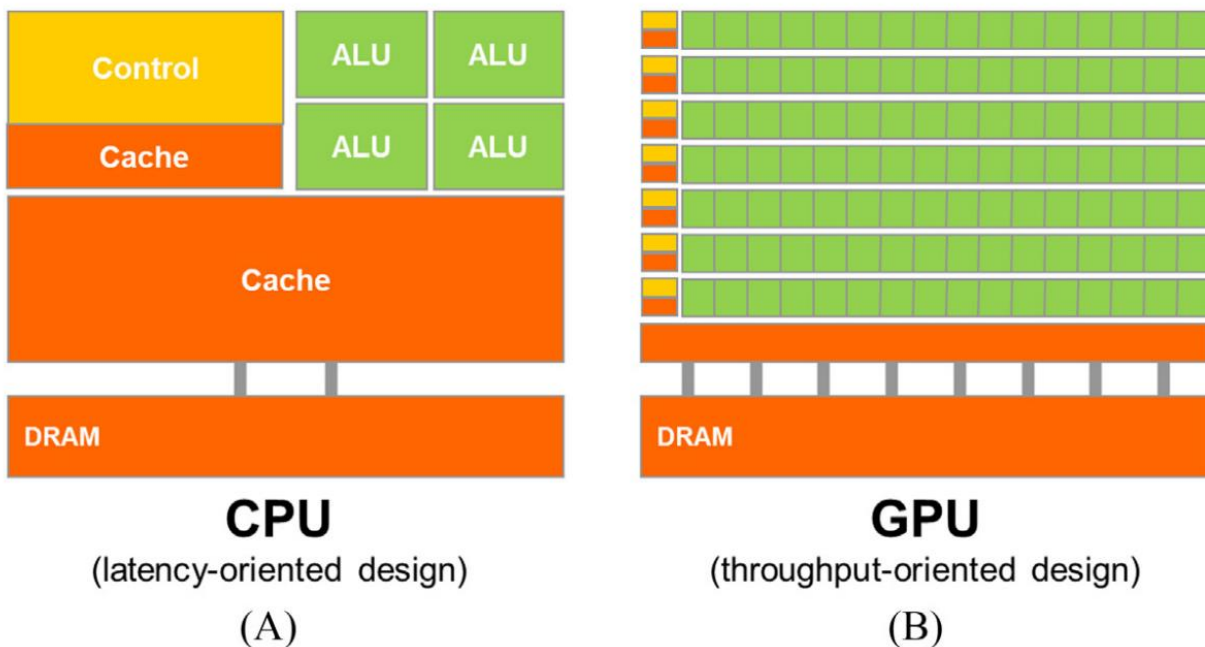 Control
ALU ALU
Cache
ALU ALU
Cache
DRAM
CPU
(latency-oriented design)
(A)
DRAM
GPU
(throughput-oriented design)
(B)